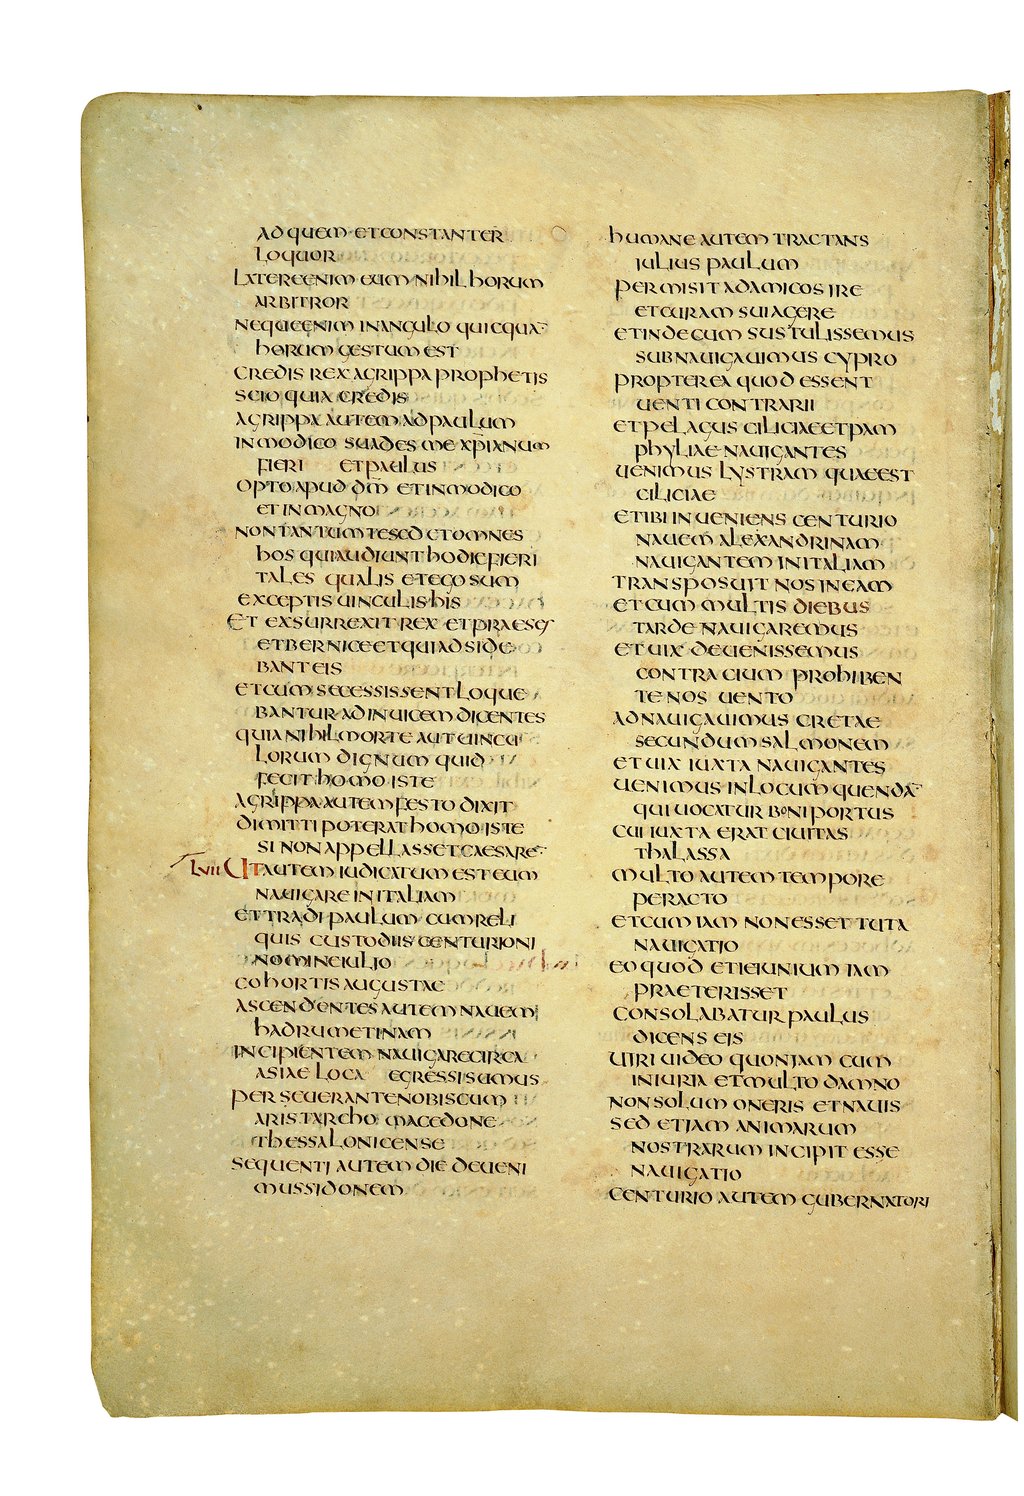 AD QUEM ET CONSTANTER
LOQUOR
LATERE ENIM EUM NIHIL HORUM
ARBITROR
NEQUE ENIM IN ANGULO QUICQUA-
HORUM GESTUM EST
CREDIS REX AGRIPPA PROPHETIS
SCIO QUIA CREDIS
AGRIPPA AUTEM AD PAULUM
IN MODICO SUADES ME XP̄IANUM
FIERI ET PAULUS
OPTO APUD DM̄ ET IN MODICO
ET IN MAGNO
NON TANTUM TE SED ET OMNES
HOS QUI AUDIUNT HODIE FIERI
TALES QUALIS ET EGO SUM
EXCEPTIS UINCULIS HIS
ET EXSURREXIT REX ET PRAESES
ET BERNICE ET QUI ADSIDE
BANT EIS
ET CUM SECESSISSENT LOQUE
BANTUR AD INUICEM DICENTES
QUIA NIHIL MORTE AUT UINCU
LORUM DIGNUM QUID
FECIT HOMO ISTE
AGRIPPA AUTEM FESTO DIXIT
DIMITTI POTERAT HOMO ISTE
SI NON APPELLASSET CAESARE-
LVII UT AUTEM IUDICATUM EST EUM
NAUIGARE IN ITALIAM
ET TRADI PAULUM CUM RELI
QUIS CUSTODIIS CENTURIONI
NOMINE IULIO
COHORTIS AUGUSTAE
ASCENDENTES AUTEM NAUEM
HADRUMETINAM
INCIPIENTEM NAUIGARE CIRCA
ASIAE LOCA EGRESSI SUMUS
PERSEUERANTE NOBISCUM
ARISTARCHO MACEDONE
THESSALONICENSE
SEQUENTI AUTEM DIE DEUENI
MUS SIDONEM
HUMANE AUTEM TRACTANS
IULIUS PAULUM
PERMISIT AD AMICOS IRE
ET CURAM SUI AGERE
ET INDE CUM SUSTULISSEMUS
SUBNAUIGAUIMUS CYPRO
PROPTEREA QUOD ESSENT
UENTI CONTRARII
ET PELAGUS CILICIAE ET PAM
PHYLIAE NAUIGANTES
UENIMUS LYSTRAM QUAE EST
CILICIAE
ET IBI INUENIENS CENTURIO
NAUEM ALEXANDRINAM
NAUIGANTEM IN ITALIAM
TRANSPOSUIT NOS IN EAM
ET CUM MULTIS DIEBUS
TARDE NAUIGAREMUS
ET UIX DEUENISSEMUS
CONTRA CIUM PROHIBEN
TE NOS UENTO
ADNAUIGAUIMUS CRETAE
SECUNDUM SALMONEM
ET UIX IUXTA NAUIGANTES
UENIMUS IN LOCUM QUENDA-
QUI UOCATUR BONI PORTUS
CUI IUXTA ERAT CIUITAS
THALASSA
MULTO AUTEM TEMPORE
PERACTO
ET CUM IAM NON ESSET TUTA
NAUIGATIO
EO QUOD ET IEIUNIUM IAM
PRAETERISSET
CONSOLABATUR PAULUS
DICENS EIS
UIRI UIDEO QUONIAM CUM
INIURIA ET MULTO DAMNO
NON SOLUM ONERIS ET NAUIS
SED ETIAM ANIMARUM
NOSTRARUM INCIPIT ESSE
NAUIGATIO
CENTURIO AUTEM GUBERNATORI